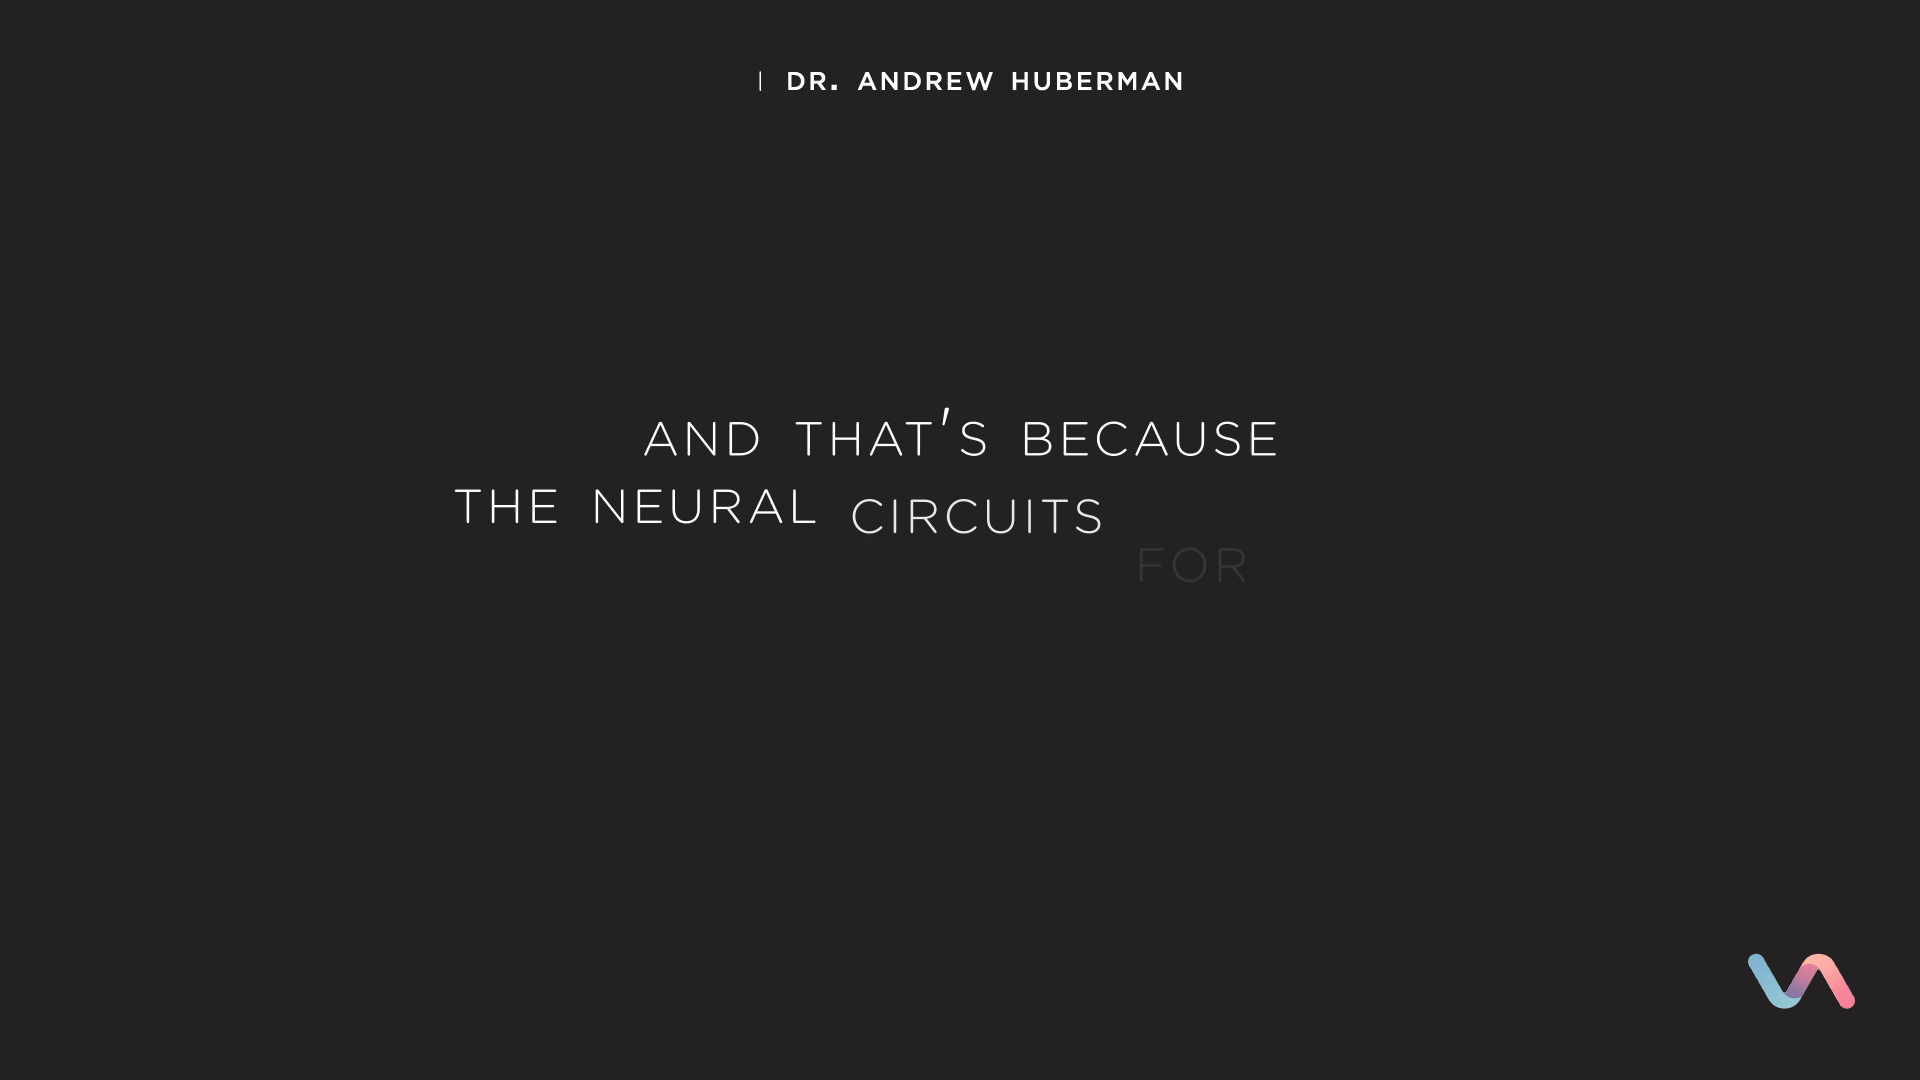 | DR. ANDREW HUBERMAN
AND THAT'S BECAUSE
THE NEURAL CIRCUITS FOR